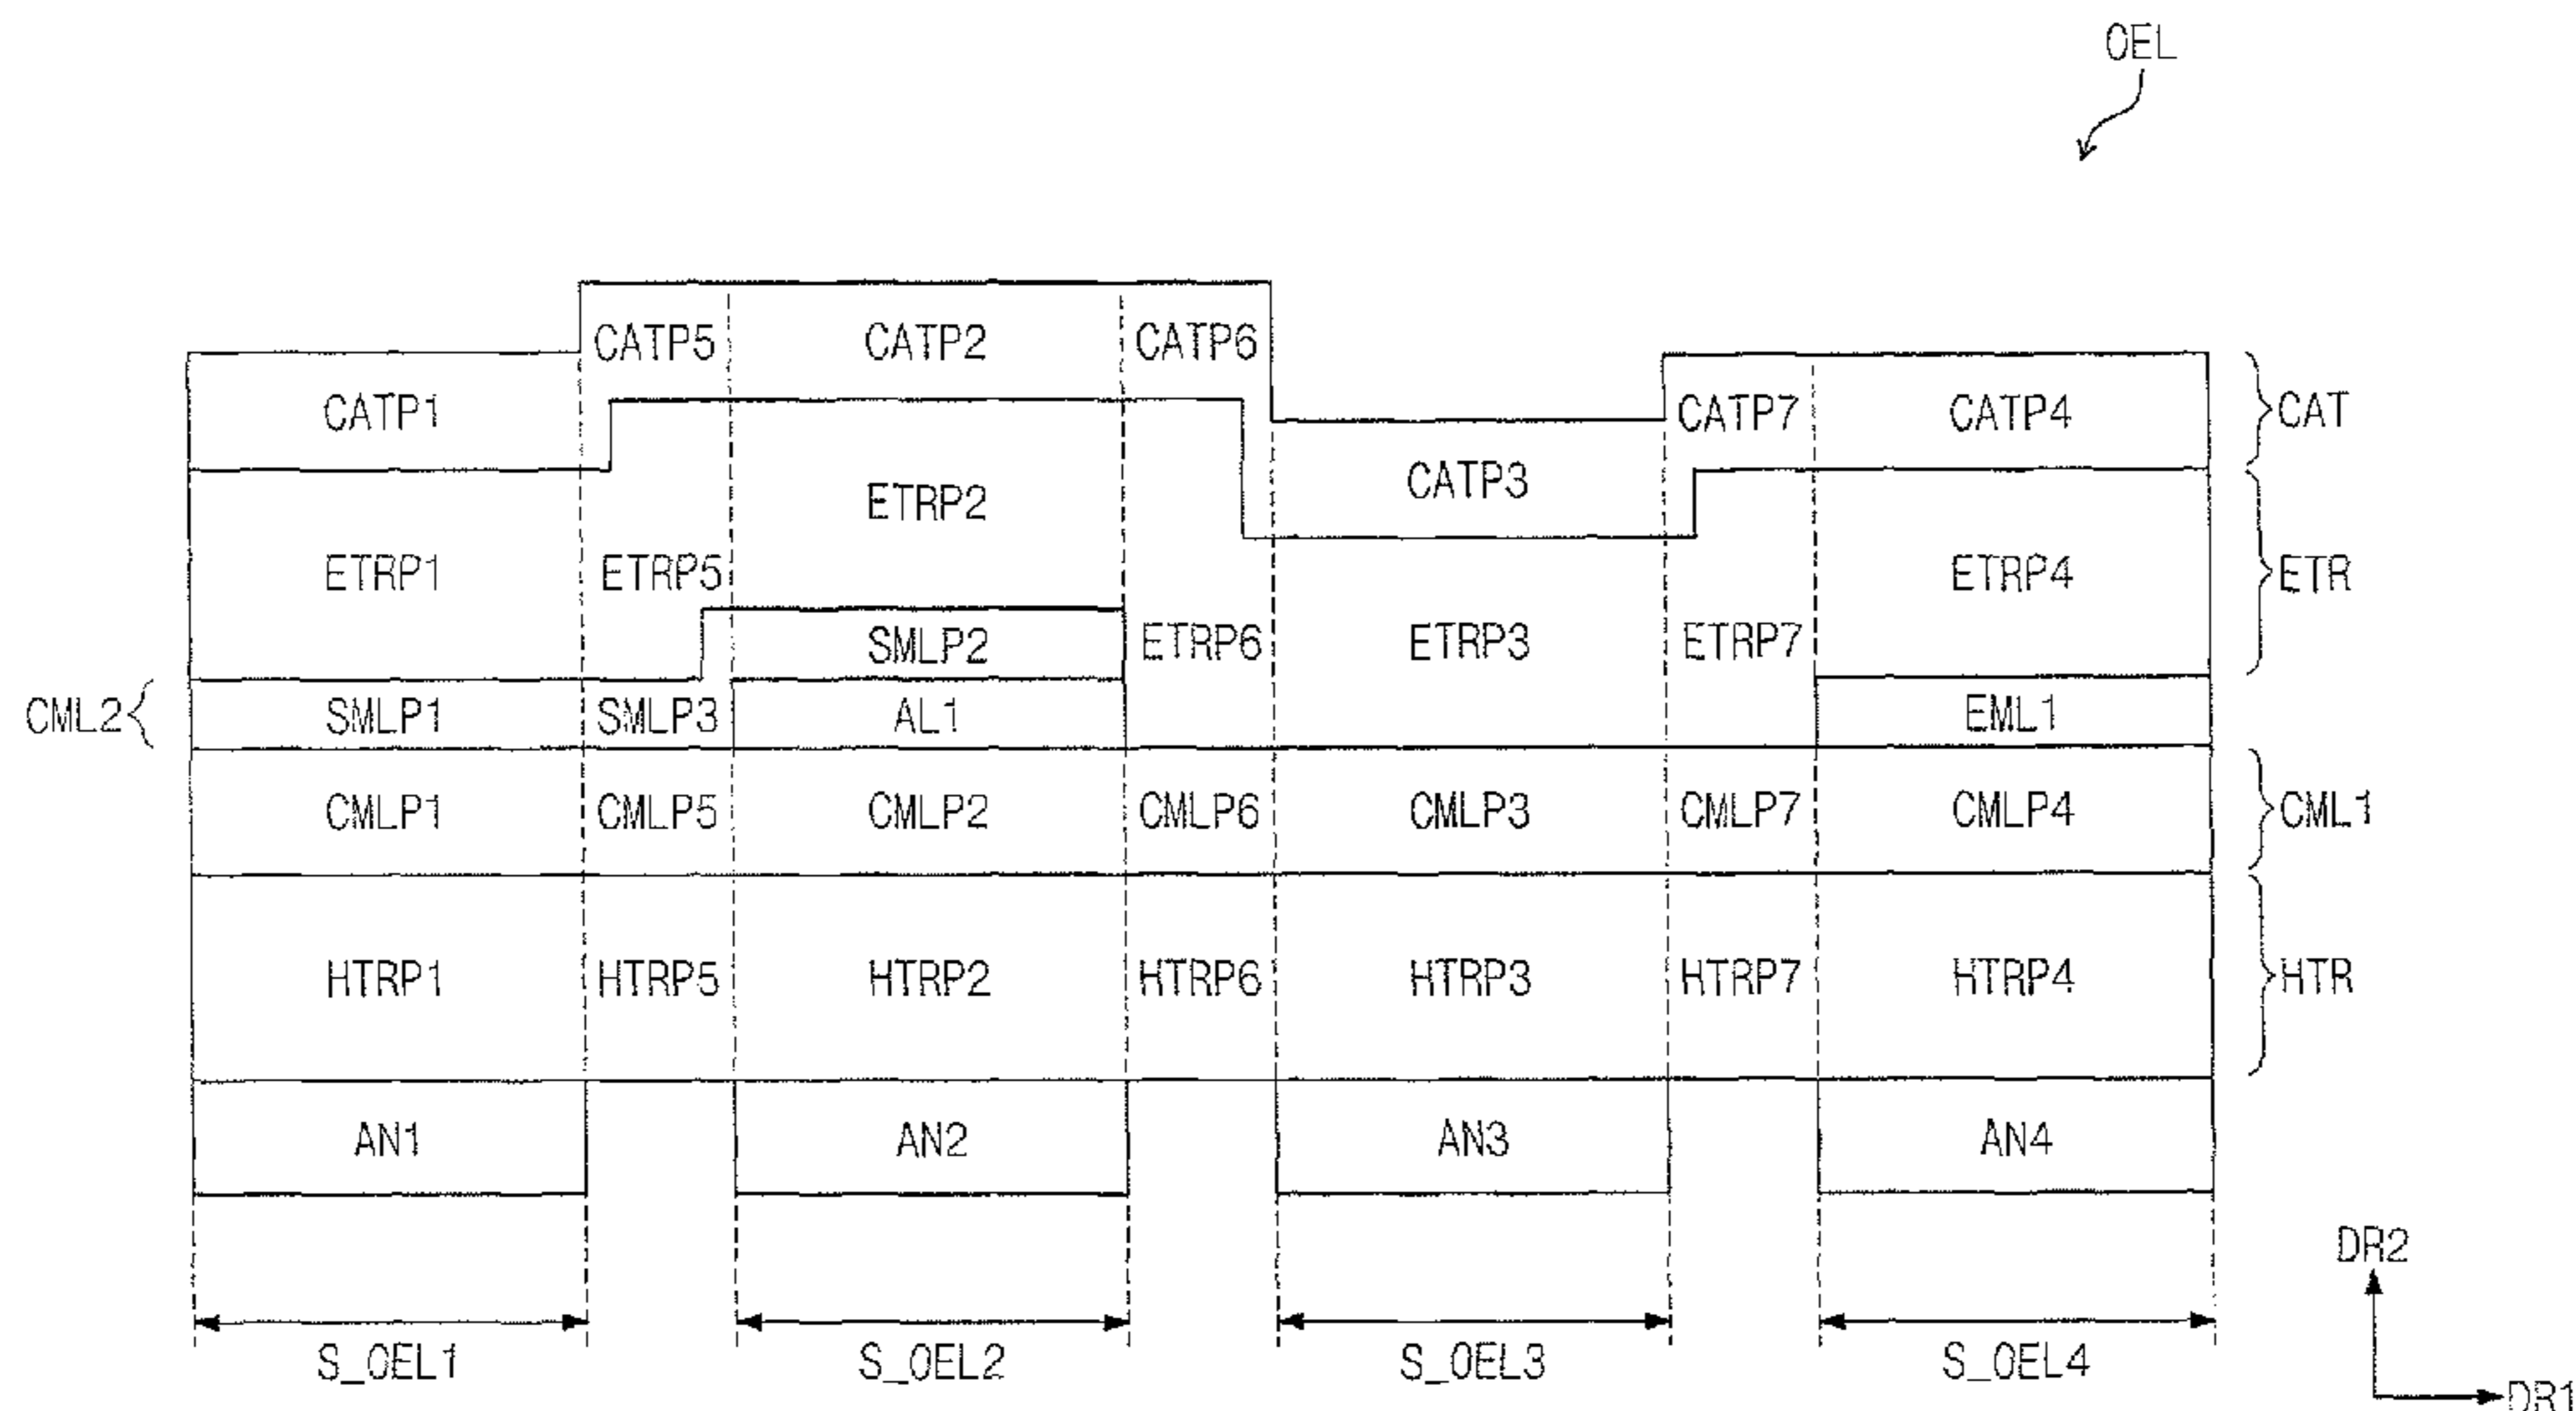 OEL
CATP5 CATP2 CATP6
CATP1 CATP7 CATP4 CAT
CATP3
ETRP2
ETRP1 ETRP5 ETRP4 ETR
SMLP2 ETRP6 ETRP3 ETRP7
CML2 SMLP1 SMLP3 AL1 EML1
CMLP1 CMLP5 CMLP2 CMLP6 CMLP3 CMLP7 CMLP4 CML1
HTRP1 HTRP5 HTRP2 HTRP6 HTRP3 HTRP7 HTRP4 HTR
AN1 AN2 AN3 AN4
DR2
S_OEL1 S_OEL2 S_OEL3 S_OEL4
DR1